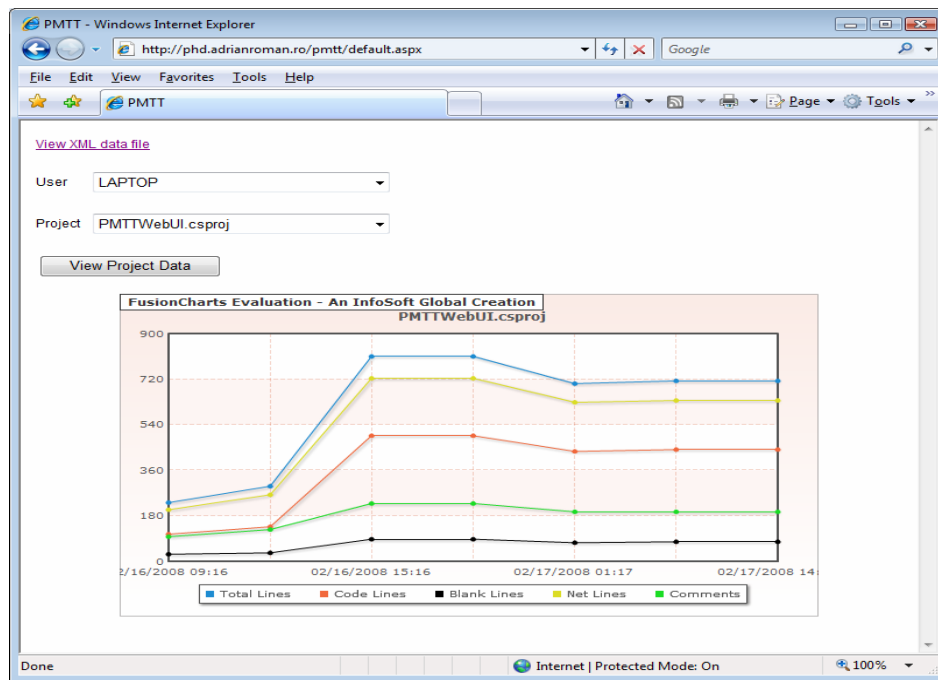 PMTT - Windows Internet Explorer
http://phd.adrianroman.ro/pmtt/default.aspx
Google
File Edit View Favorites Tools Help
PMTT
Page Tools
View XML data file
User LAPTOP
Project PMTTWebUI.csproj
View Project Data
FusionCharts Evaluation - An InfoSoft Global Creation
PMTTWebUI.csproj
900
720
540
360
180
0
2/16/2008 09:16 02/16/2008 15:16 02/17/2008 01:17 02/17/2008 14:
Total Lines Code Lines Blank Lines Net Lines Comments
Done Internet | Protected Mode: On 100%